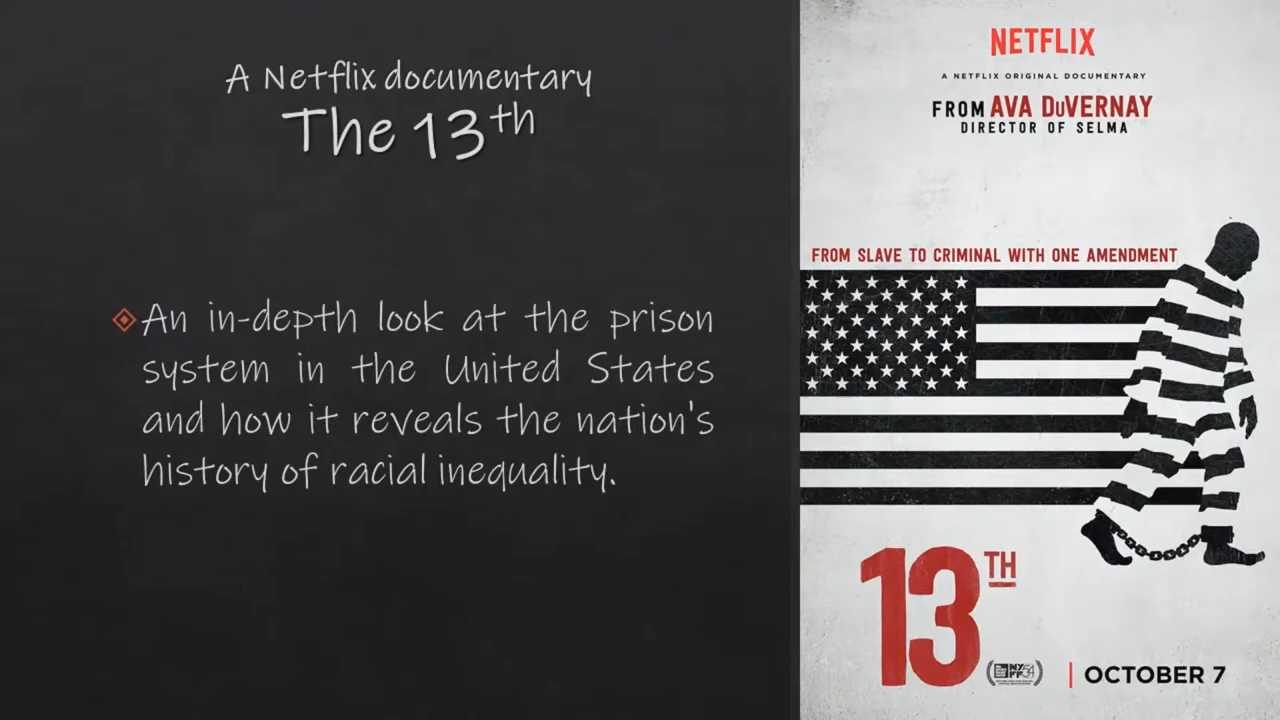 A Netflix documentary
The 13th
An in-depth look at the prison
system in the United States
and how it reveals the nation's
history of racial inequality.
NETFLIX
A NETFLIX ORIGINAL DOCUMENTARY
FROM AVA DuVERNAY
DIRECTOR OF SELMA
FROM SLAVE TO CRIMINAL WITH ONE AMENDMENT
13TH
NYFF54
OCTOBER 7